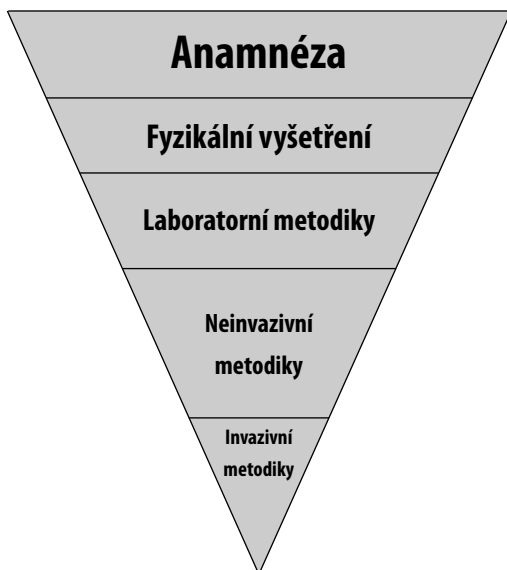 Anamnéza
Fyzikální vyšetření
Laboratorní metodiky
Neinvazivní
metodiky
Invazivní
metodiky